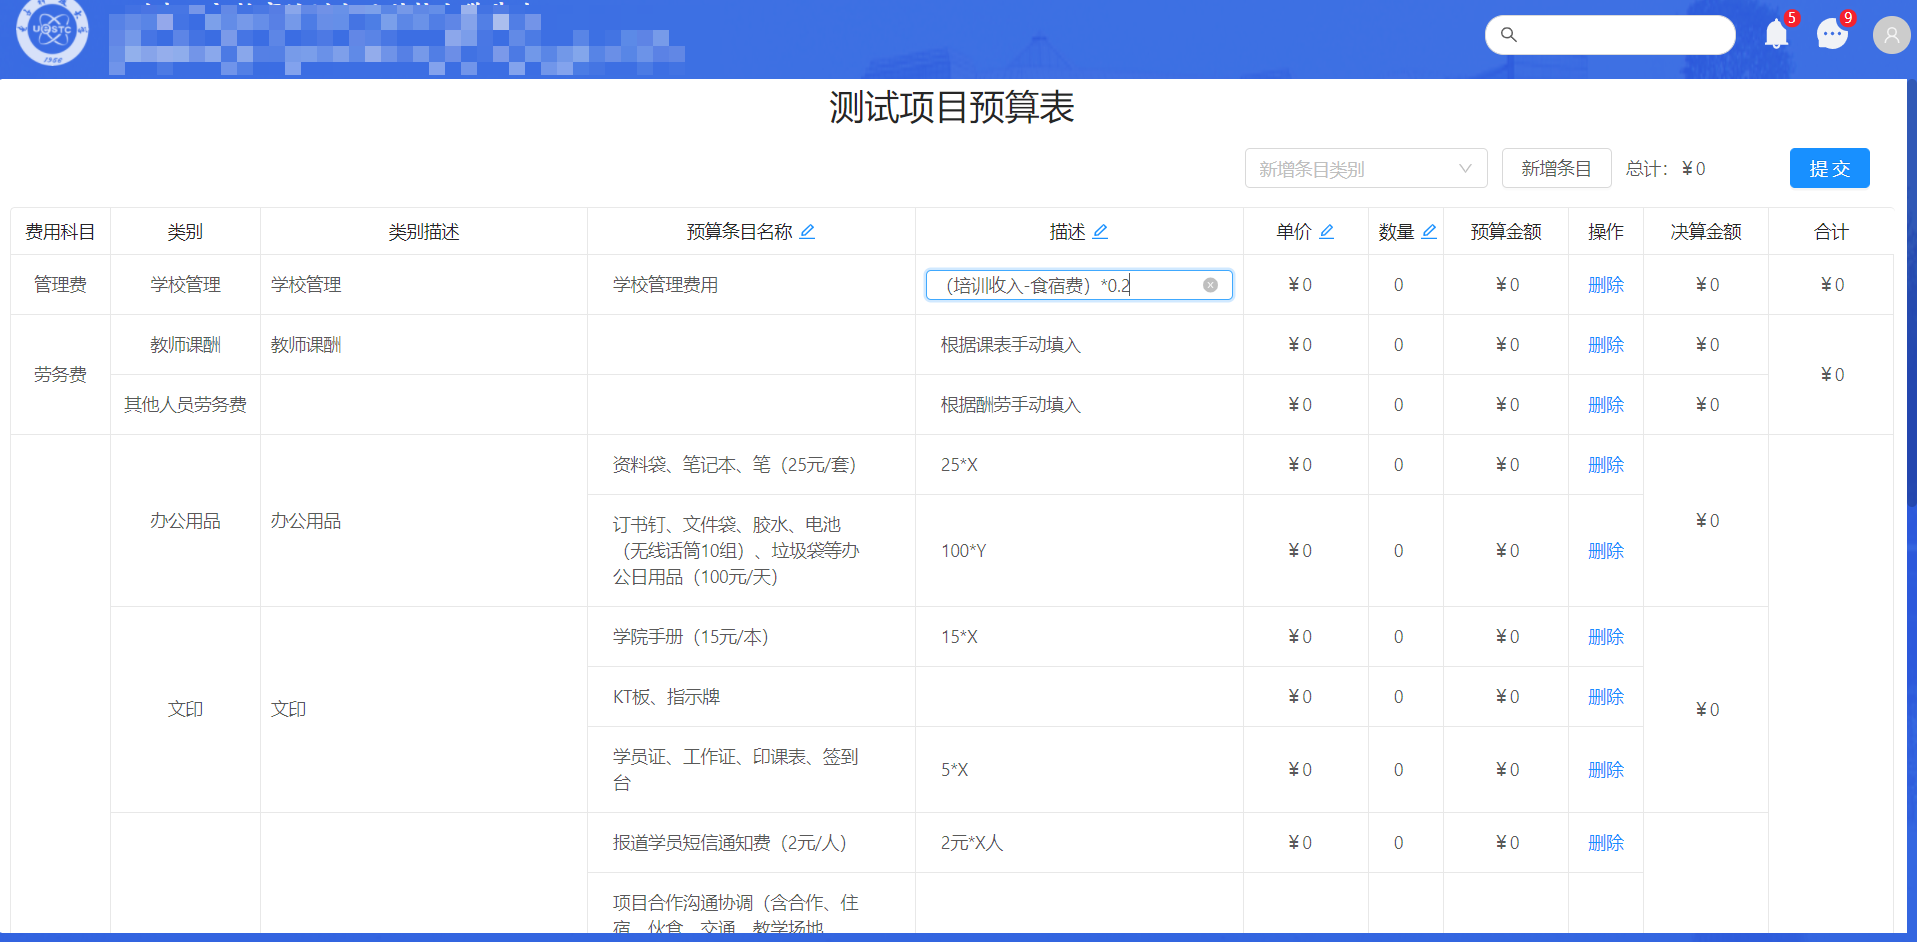 UESTC
1956
5
9
测试项目预算表
新增条目类别
新增条目
总计：￥0
提 交
费用科目 类别 类别描述 预算条目名称 描述 单价 数量 预算金额 操作 决算金额 合计
管理费 学校管理 学校管理 学校管理费用 （培训收入-食宿费）*0.2 ￥0 0 ￥0 删除 ￥0 ￥0
劳务费 教师课酬 教师课酬 根据课表手动填入 ￥0 0 ￥0 删除 ￥0 ￥0
其他人员劳务费 根据酬劳手动填入 ￥0 0 ￥0 删除 ￥0
办公用品 办公用品 资料袋、笔记本、笔（25元/套） 25*X ￥0 0 ￥0 删除 ￥0
订书钉、文件袋、胶水、电池
（无线话筒10组）、垃圾袋等办
公日用品（100元/天） 100*Y ￥0 0 ￥0 删除
文印 文印 学院手册（15元/本） 15*X ￥0 0 ￥0 删除 ￥0
KT板、指示牌 ￥0 0 ￥0 删除
学员证、工作证、印课表、签到
台 5*X ￥0 0 ￥0 删除
报道学员短信通知费（2元/人） 2元*X人 ￥0 0 ￥0 删除
项目合作沟通协调（含合作、住
宿、伙食、交通、教学场地